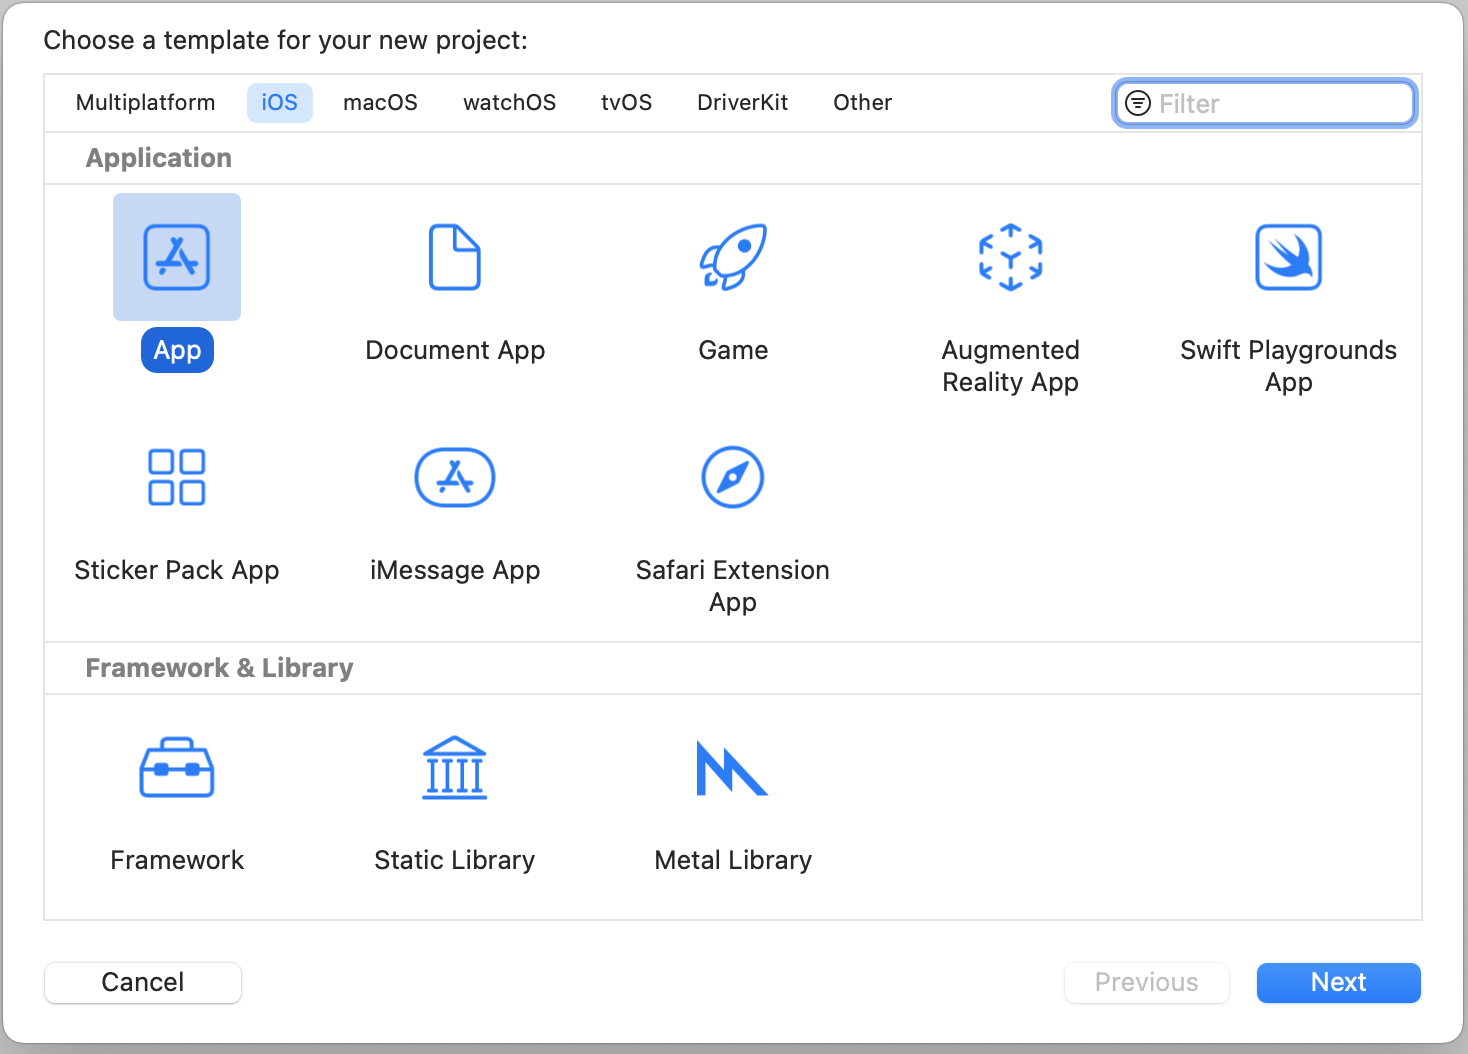 Choose a template for your new project:
Multiplatform iOS macOS watchOS tvOS DriverKit Other Filter
Application
App Document App Game Augmented Reality App Swift Playgrounds App
Sticker Pack App iMessage App Safari Extension App
Framework & Library
Framework Static Library Metal Library
Cancel Previous Next